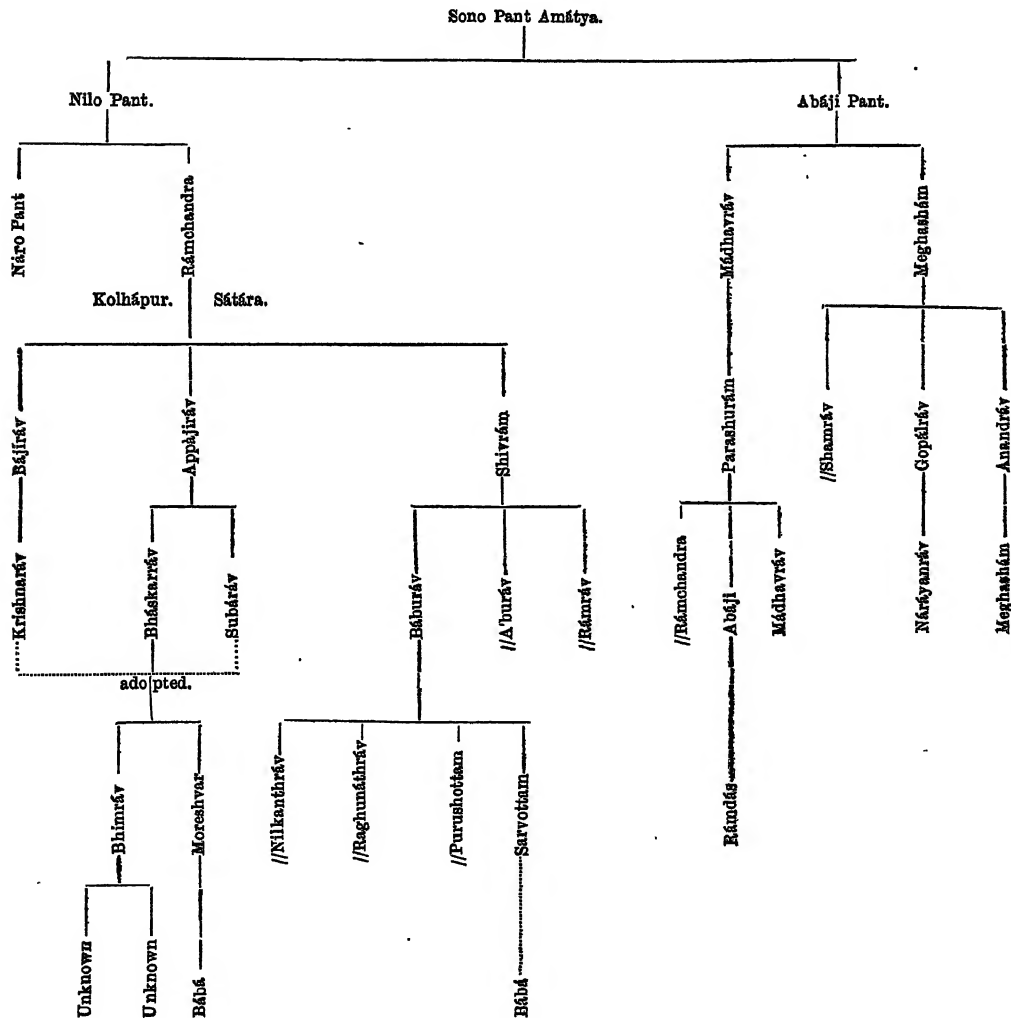 Sono Pant Amátya.
Nilo Pant.
Abáji Pant.
Náro Pant
Rámchandra
Mádhavráv
Meghashám
Kolhápur.
Sátára.
Bájíráv
Appájiráv
Shivrám
Parashurám
//Shamráv
Gopálráv
Anandráv
Krishnaráv
Bháskarráv
Subáráv
Báburáv
//A'buráv
//Rámráv
//Rámchandra
Abáji
Mádhavráv
Náráyanráv
Meghashám
adopted.
Bhimráv
Moreshvar
//Nilkanthráv
//Raghunáthráv
//Purushottam
Sarvottam
Rámdás
Unknown
Unknown
Bábá
Bábá